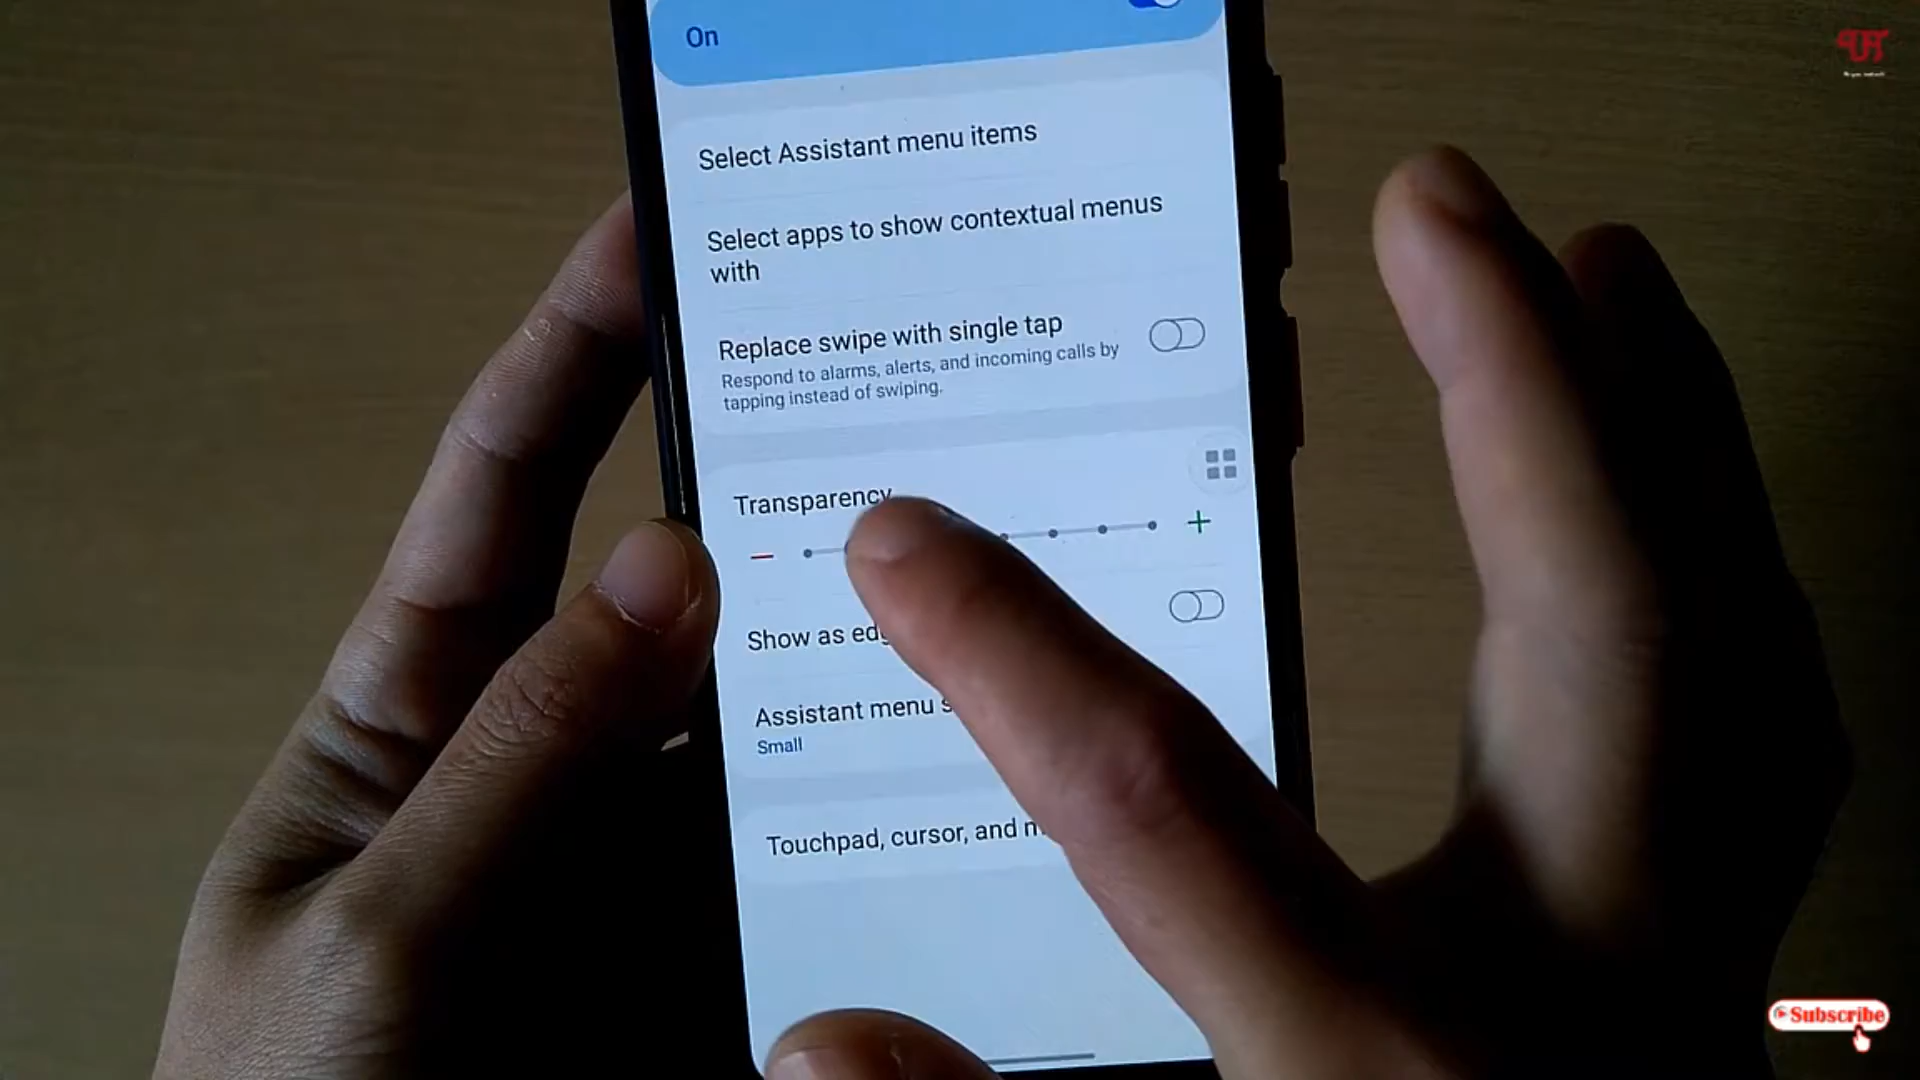 On
Select Assistant menu items
Select apps to show contextual menus
with
Replace swipe with single tap
Respond to alarms, alerts, and incoming calls by
tapping instead of swiping.
Transparency
Show as
Assistant menu
Small
Touchpad, cursor, and
Subscribe